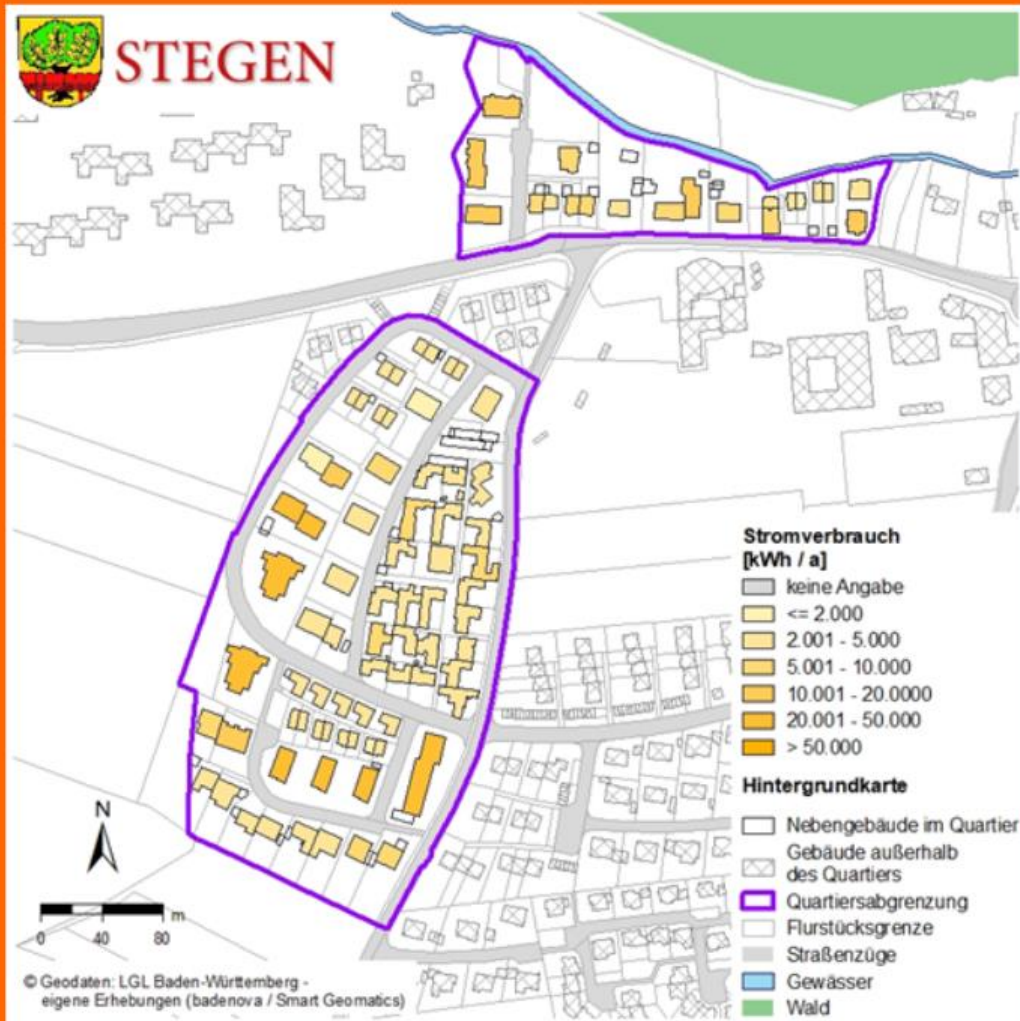 STEGEN
Stromverbrauch
[kWh / a]
keine Angabe
<= 2.000
2.001 - 5.000
5.001 - 10.000
10.001 - 20.0000
20.001 - 50.000
> 50.000
Hintergrundkarte
Nebengebäude im Quartier
Gebäude außerhalb
des Quartiers
Quartiersabgrenzung
Flurstücksgrenze
Straßenzüge
Gewässer
Wald
N
m
0 40 80
© Geodaten: LGL Baden-Württemberg -
eigene Erhebungen (badenova / Smart Geomatics)